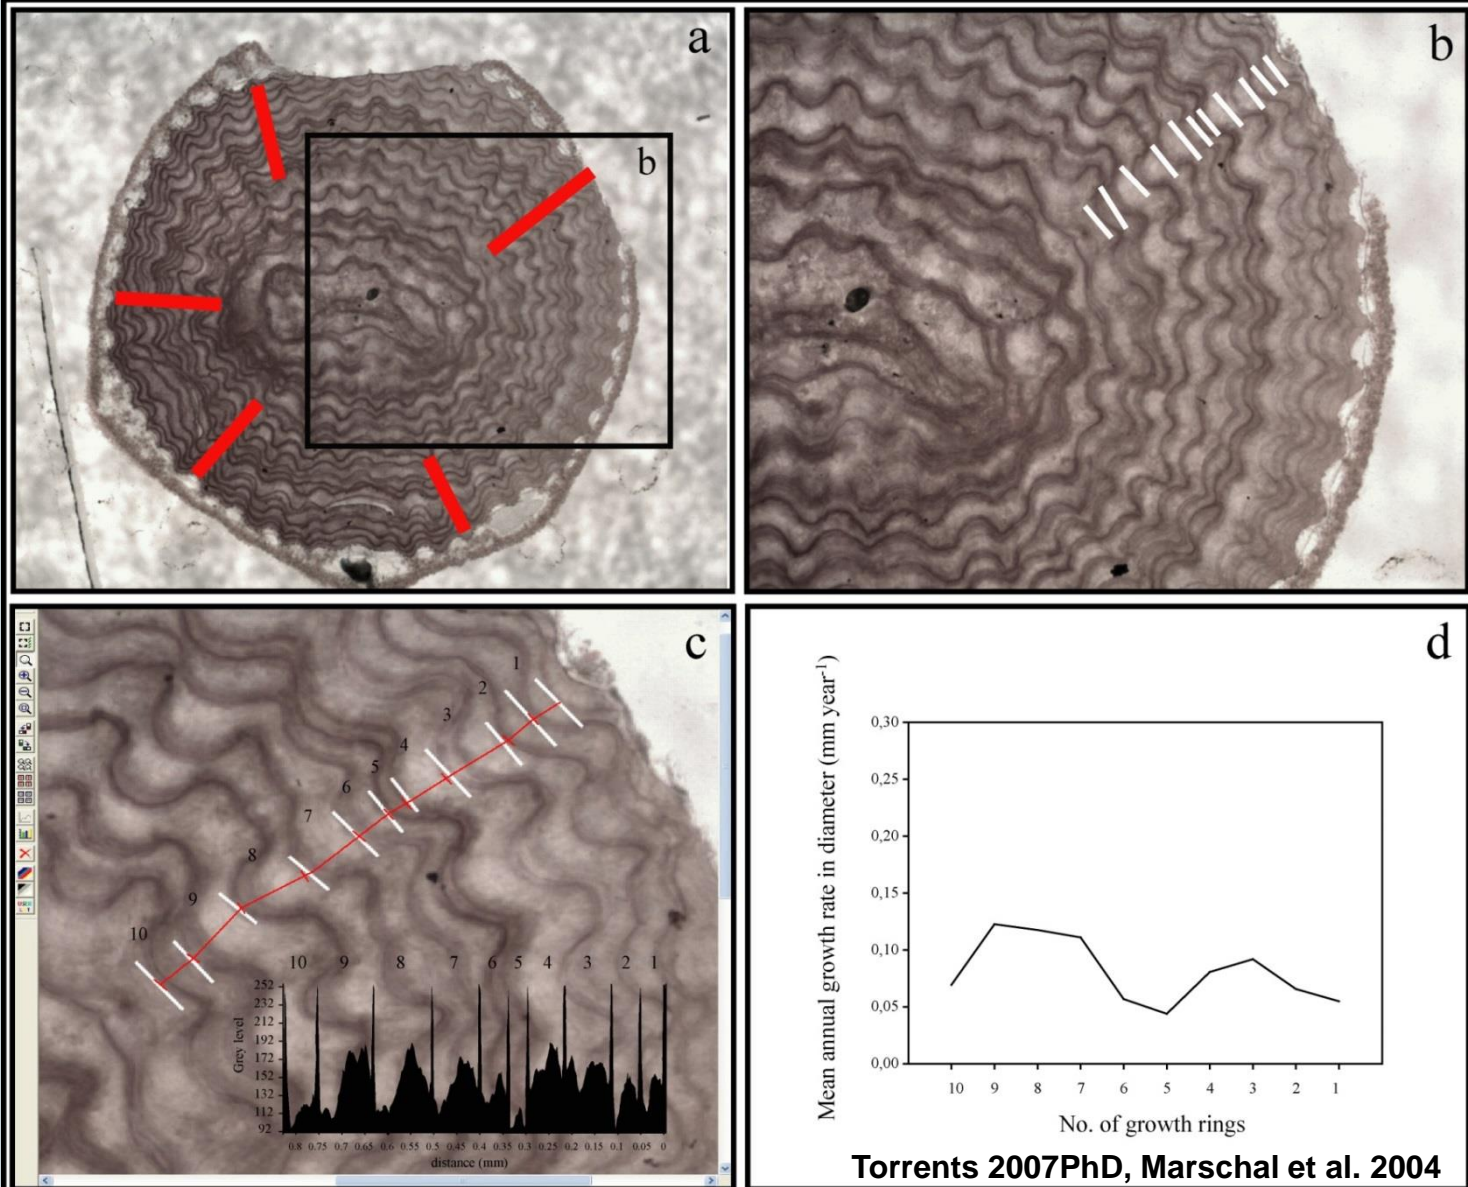 a
b
b
c
1
2
3
4
5
6
7
8
9
10
10 9 8 7 6 5 4 3 2 1
252
232
212
192
172
152
132
112
92
Grey level
0.8 0.75 0.7 0.65 0.6 0.55 0.5 0.45 0.4 0.35 0.3 0.25 0.2 0.15 0.1 0.05 0
distance (mm)
d
Mean annual growth rate in diameter (mm year-1)
0,30
0,25
0,20
0,15
0,10
0,05
0,00
10 9 8 7 6 5 4 3 2 1
No. of growth rings
Torrents 2007PhD, Marschal et al. 2004